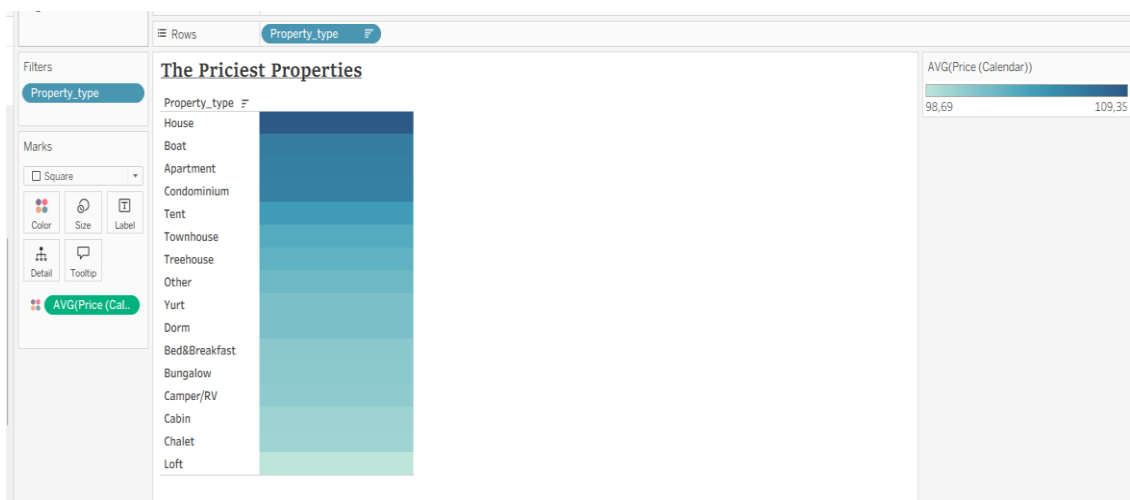 Rows
Property_type
Filters
Property_type
The Priciest Properties
AVG(Price (Calendar))
98,69
109,35
Property_type
House
Boat
Apartment
Condominium
Tent
Townhouse
Treehouse
Other
Yurt
Dorm
Bed&Breakfast
Bungalow
Camper/RV
Cabin
Chalet
Loft
Marks
Square
Color
Size
Label
Detail
Tooltip
AVG(Price (Cal..